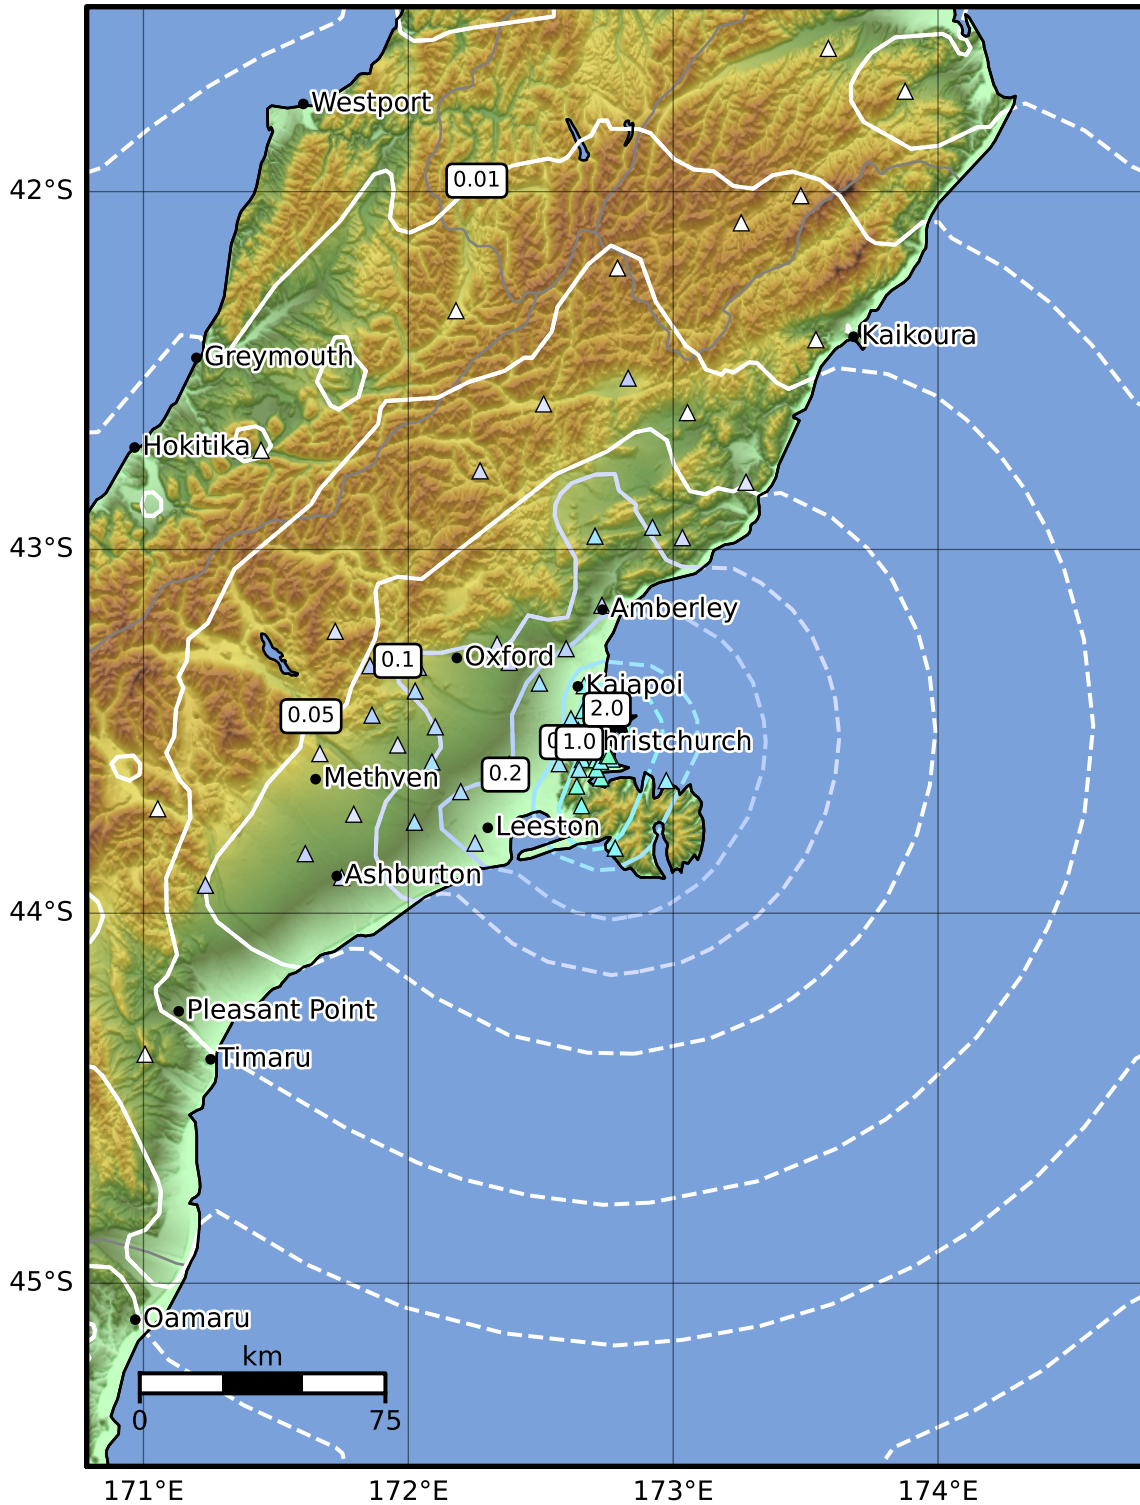 Westport
42°S
0.01
Kaikoura
Greymouth
Hokitika
43°S
Amberley
Oxford
0.1
Kaiapoi
2.0
0.05
1.0
hristchurch
0.2
Methven
Leeston
Ashburton
44°S
Pleasant Point
Timaru
45°S
Oamaru
km
0
75
171°E
172°E
173°E
174°E